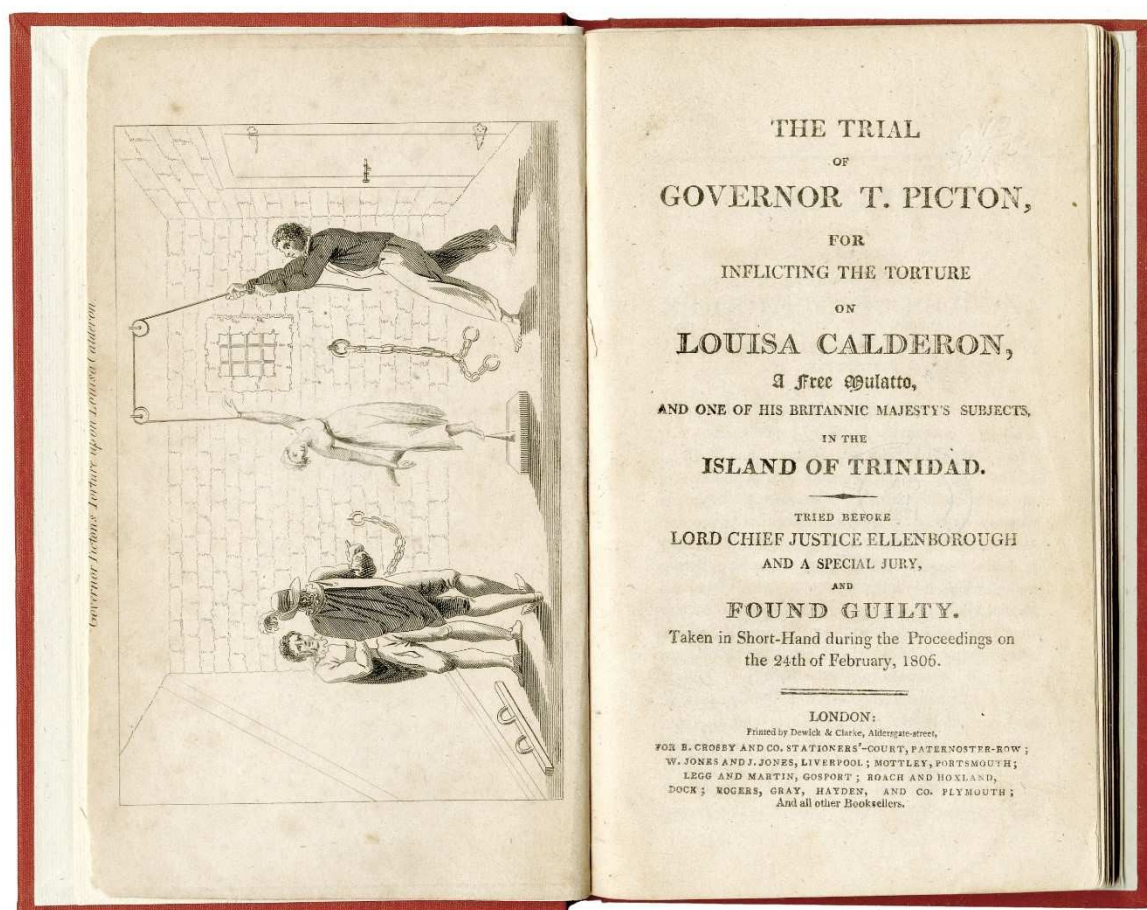 Governor Pictons Torture upon Louisa Calderon
THE TRIAL
OF
GOVERNOR T. PICTON,
FOR
INFLICTING THE TORTURE
ON
LOUISA CALDERON,
A Free Mulatto,
AND ONE OF HIS BRITANNIC MAJESTY'S SUBJECTS,
IN THE
ISLAND OF TRINIDAD.
TRIED BEFORE
LORD CHIEF JUSTICE ELLENBOROUGH
AND A SPECIAL JURY,
AND
FOUND GUILTY.
Taken in Short-Hand during the Proceedings on
the 24th of February, 1806.
LONDON:
Printed by Dewick & Clarke, Aldersgate-street,
FOR B. CROSBY AND CO. STATIONERS'-COURT, PATERNOSTER-ROW;
W. JONES AND J. JONES, LIVERPOOL; MOTTLEY, PORTSMOUTH;
LEGG AND MARTIN, GOSPORT; ROACH AND HOXLAND,
DOCK; ROGERS, GRAY, HAYDEN, AND CO. PLYMOUTH;
And all other Booksellers.